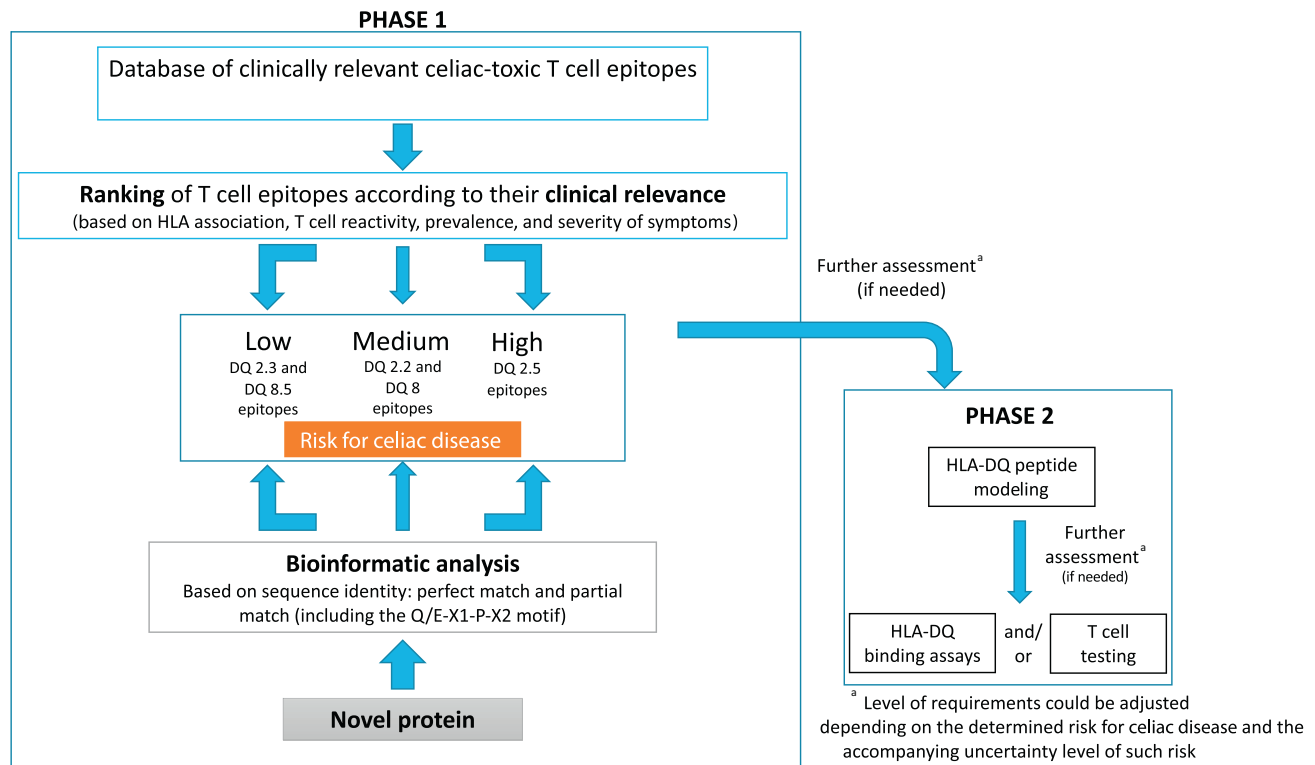 PHASE 1
Database of clinically relevant celiac-toxic T cell epitopes
Ranking of T cell epitopes according to their clinical relevance
(based on HLA association, T cell reactivity, prevalence, and severity of symptoms)
Low
DQ 2.3 and
DQ 8.5
epitopes
Medium
DQ 2.2 and
DQ 8
epitopes
High
DQ 2.5
epitopes
Risk for celiac disease
Bioinformatic analysis
Based on sequence identity: perfect match and partial
match (including the Q/E-X1-P-X2 motif)
Novel protein
Further assessment a
(if needed)
PHASE 2
HLA-DQ peptide
modeling
Further
assessment a
(if needed)
HLA-DQ
binding assays
and/
or
T cell
testing
a Level of requirements could be adjusted
depending on the determined risk for celiac disease and the
accompanying uncertainty level of such risk